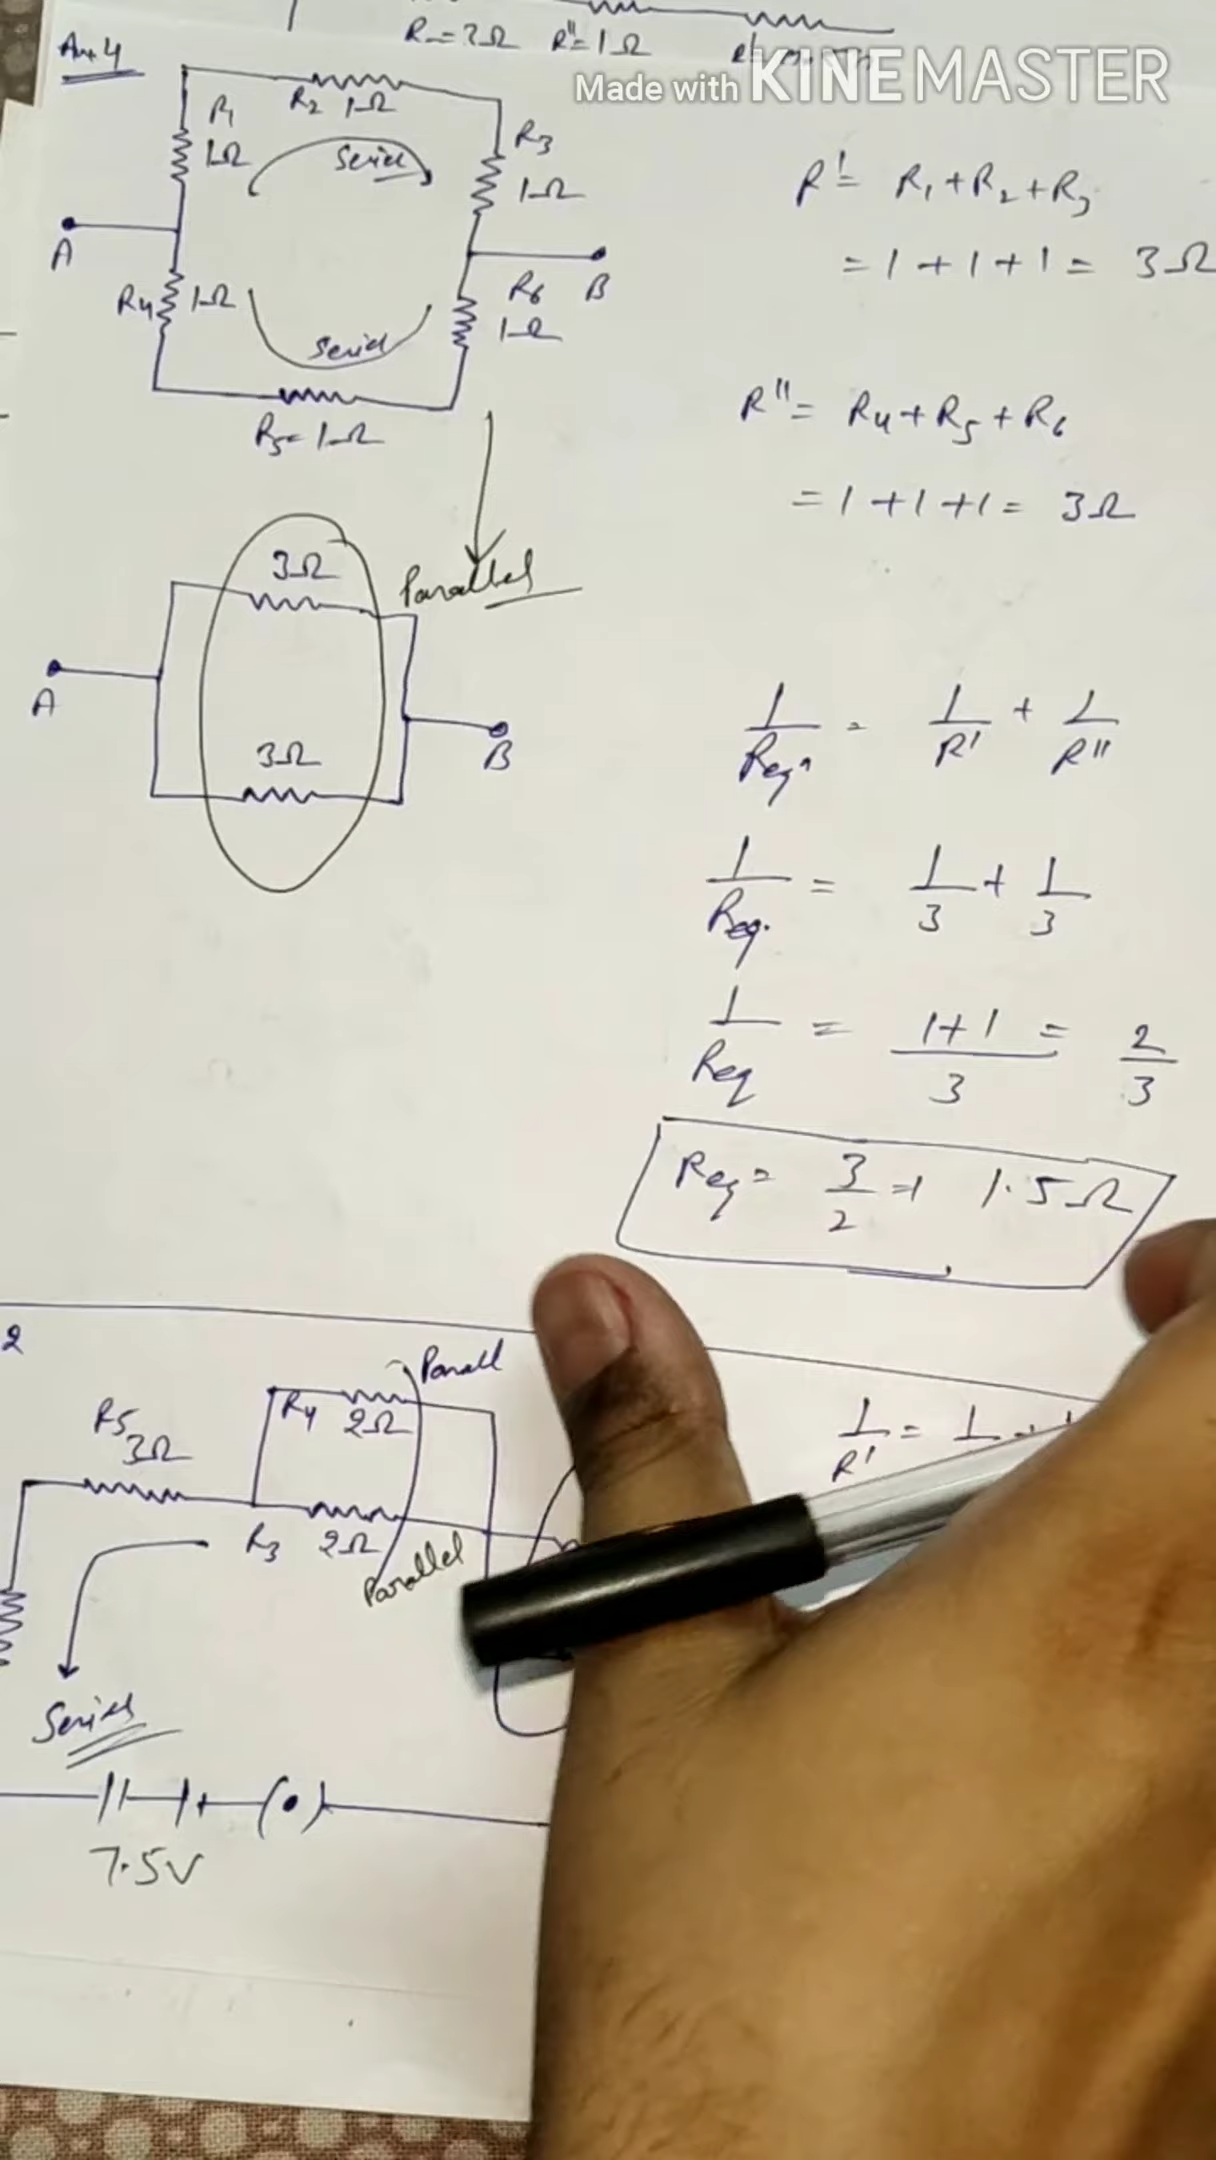 R = 2Ω R" = 1Ω
Made with KINEMASTER
Ans 4
R1
1Ω
R2 1Ω
R3
1Ω
Series
A
R4 1Ω
R6
1Ω
B
Series
R5 = 1Ω
R' = R1 + R2 + R3
= 1 + 1 + 1 = 3Ω
R" = R4 + R5 + R6
= 1 + 1 + 1 = 3Ω
3Ω
Parallel
A
3Ω
B
1/Req = 1/R' + 1/R"
1/Req. = 1/3 + 1/3
1/Req = 1+1/3 = 2/3
Req = 3/2 = 1.5Ω
2
Parall
R5
3Ω
R4 2Ω
R3 2Ω
Parallel
Series
7.5V
1/R' = 1